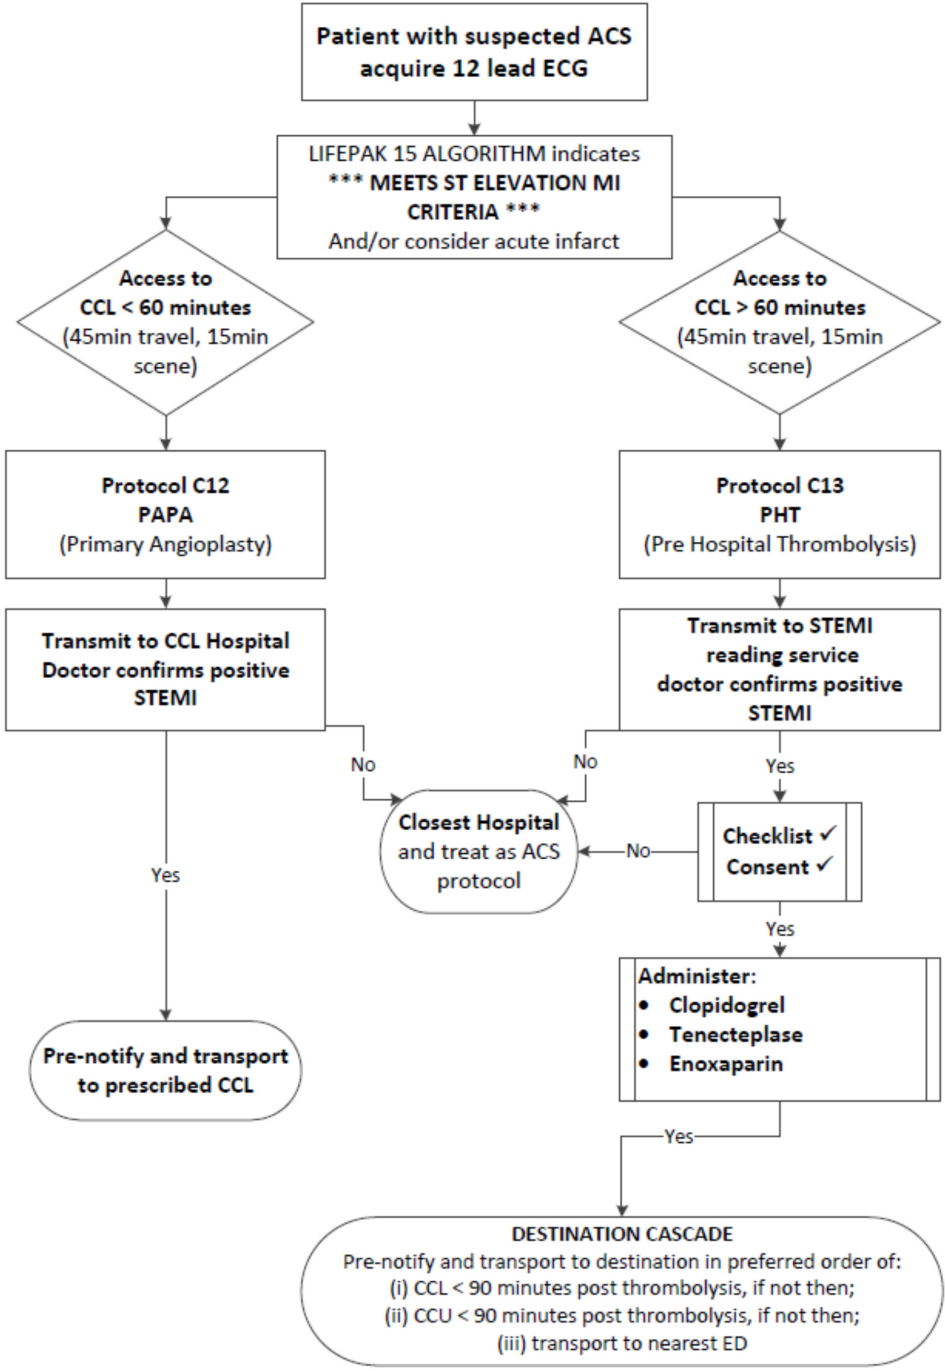 Patient with suspected ACS
acquire 12 lead ECG
LIFEPAK 15 ALGORITHM indicates
*** MEETS ST ELEVATION MI
CRITERIA ***
And/or consider acute infarct
Access to
CCL < 60 minutes
(45min travel, 15min
scene)
Access to
CCL > 60 minutes
(45min travel, 15min
scene)
Protocol C12
PAPA
(Primary Angioplasty)
Protocol C13
PHT
(Pre Hospital Thrombolysis)
Transmit to CCL Hospital
Doctor confirms positive
STEMI
Transmit to STEMI
reading service
doctor confirms positive
STEMI
No
No
Yes
Closest Hospital
and treat as ACS
protocol
No
Checklist ✓
Consent ✓
Yes
Yes
Administer:
• Clopidogrel
• Tenecteplase
• Enoxaparin
Pre-notify and transport
to prescribed CCL
Yes
DESTINATION CASCADE
Pre-notify and transport to destination in preferred order of:
(i) CCL < 90 minutes post thrombolysis, if not then;
(ii) CCU < 90 minutes post thrombolysis, if not then;
(iii) transport to nearest ED